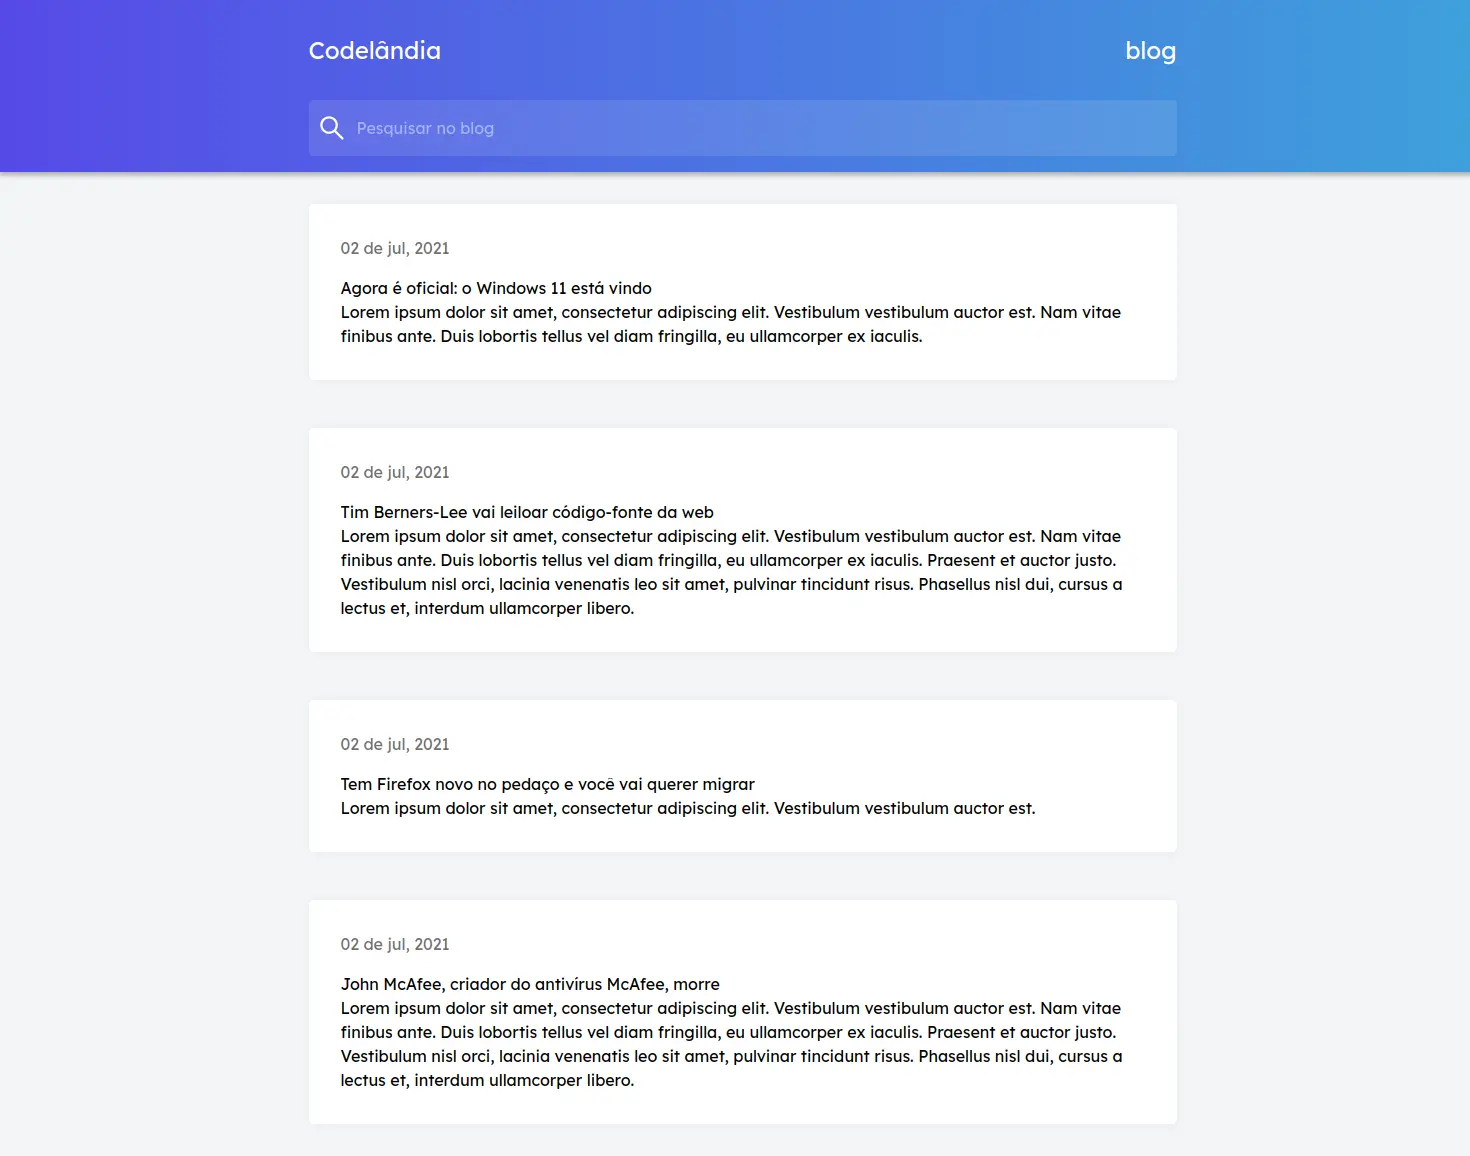 Codelândia
blog
Pesquisar no blog
02 de jul, 2021
Agora é oficial: o Windows 11 está vindo
Lorem ipsum dolor sit amet, consectetur adipiscing elit. Vestibulum vestibulum auctor est. Nam vitae
finibus ante. Duis lobortis tellus vel diam fringilla, eu ullamcorper ex iaculis.
02 de jul, 2021
Tim Berners-Lee vai leiloar código-fonte da web
Lorem ipsum dolor sit amet, consectetur adipiscing elit. Vestibulum vestibulum auctor est. Nam vitae
finibus ante. Duis lobortis tellus vel diam fringilla, eu ullamcorper ex iaculis. Praesent et auctor justo.
Vestibulum nisl orci, lacinia venenatis leo sit amet, pulvinar tincidunt risus. Phasellus nisl dui, cursus a
lectus et, interdum ullamcorper libero.
02 de jul, 2021
Tem Firefox novo no pedaço e você vai querer migrar
Lorem ipsum dolor sit amet, consectetur adipiscing elit. Vestibulum vestibulum auctor est.
02 de jul, 2021
John McAfee, criador do antivírus McAfee, morre
Lorem ipsum dolor sit amet, consectetur adipiscing elit. Vestibulum vestibulum auctor est. Nam vitae
finibus ante. Duis lobortis tellus vel diam fringilla, eu ullamcorper ex iaculis. Praesent et auctor justo.
Vestibulum nisl orci, lacinia venenatis leo sit amet, pulvinar tincidunt risus. Phasellus nisl dui, cursus a
lectus et, interdum ullamcorper libero.